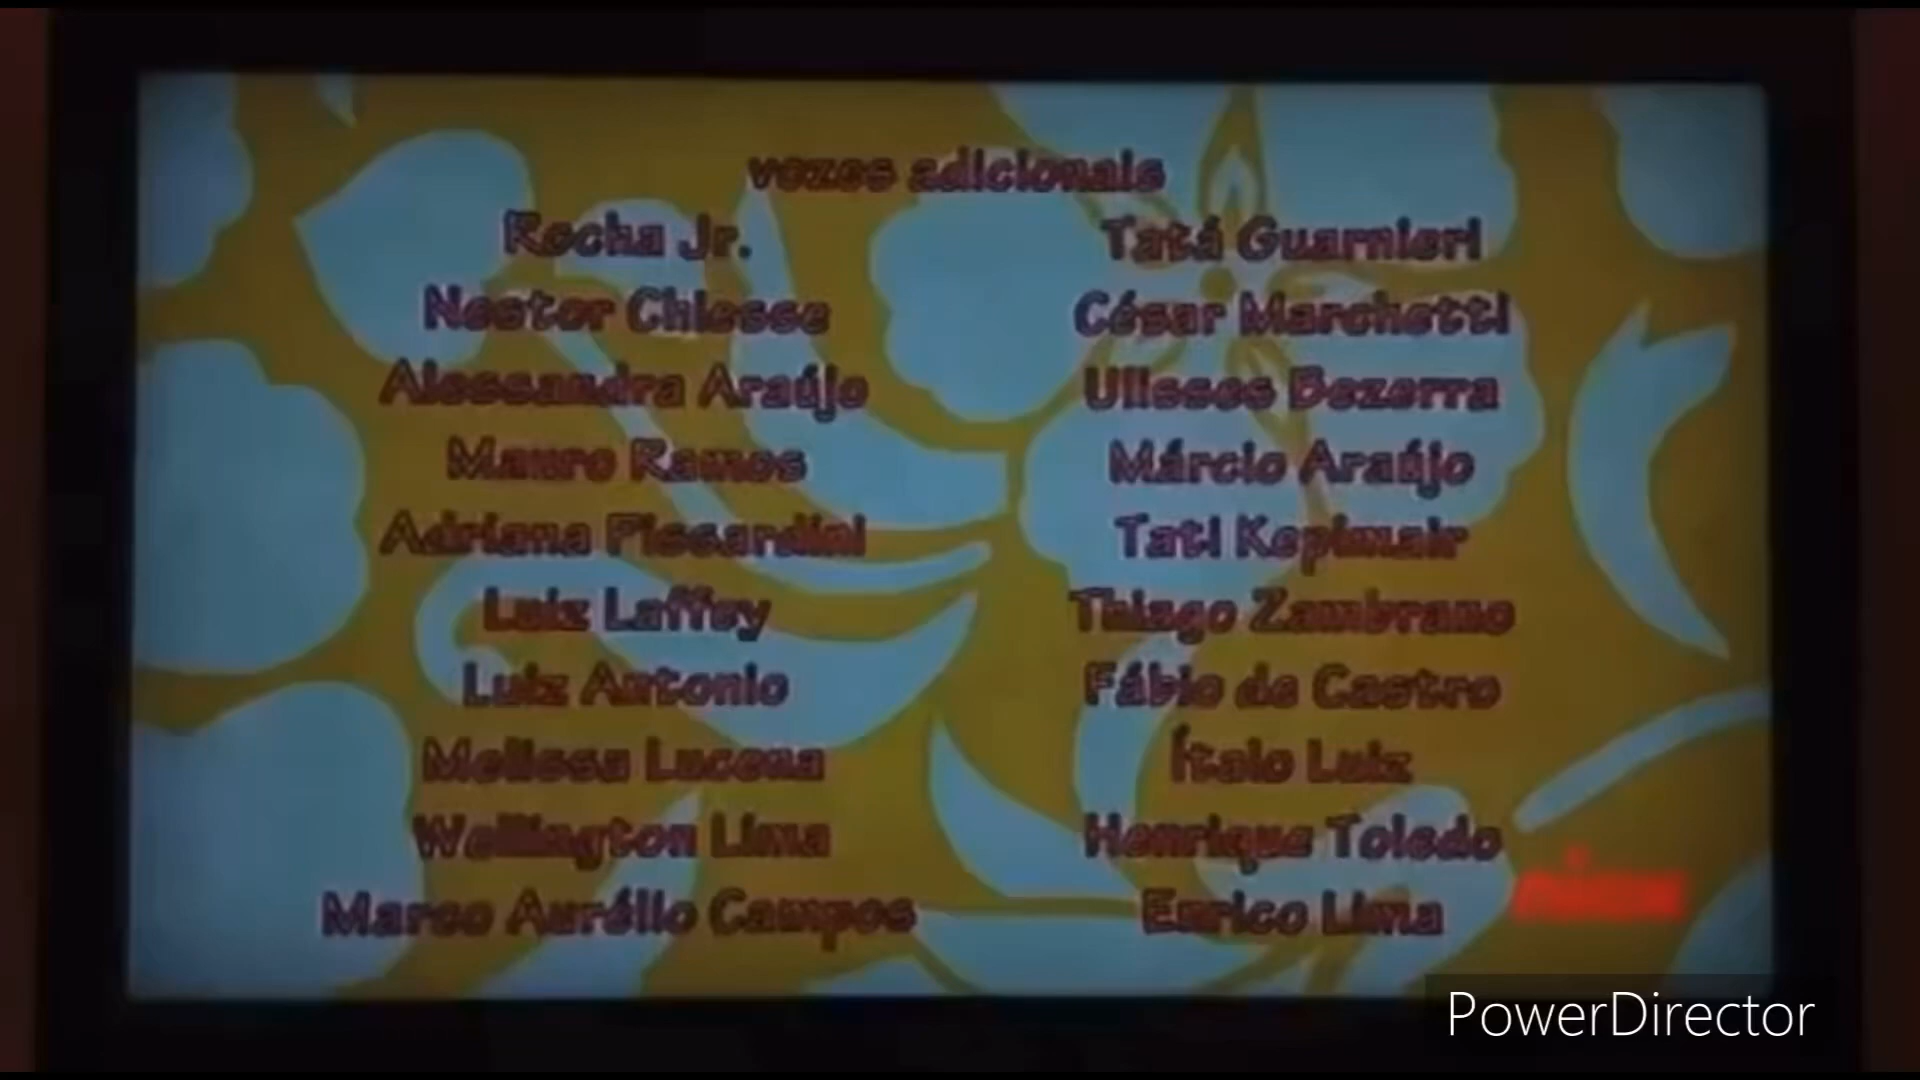 vozes adicionais
Rocha Jr.
Nestor Chiesse
Alessandra Araújo
Mauro Ramos
Adriana Pissardini
Luiz Laffey
Luiz Antonio
Melissa Lucena
Wellington Lima
Marco Aurélio Campos
Tatá Guarnieri
César Marchetti
Ulisses Bezerra
Márcio Araújo
Tati Kepimair
Thiago Zambrano
Fábio de Castro
Ítalo Luiz
Henrique Toledo
Enrico Lima
PowerDirector